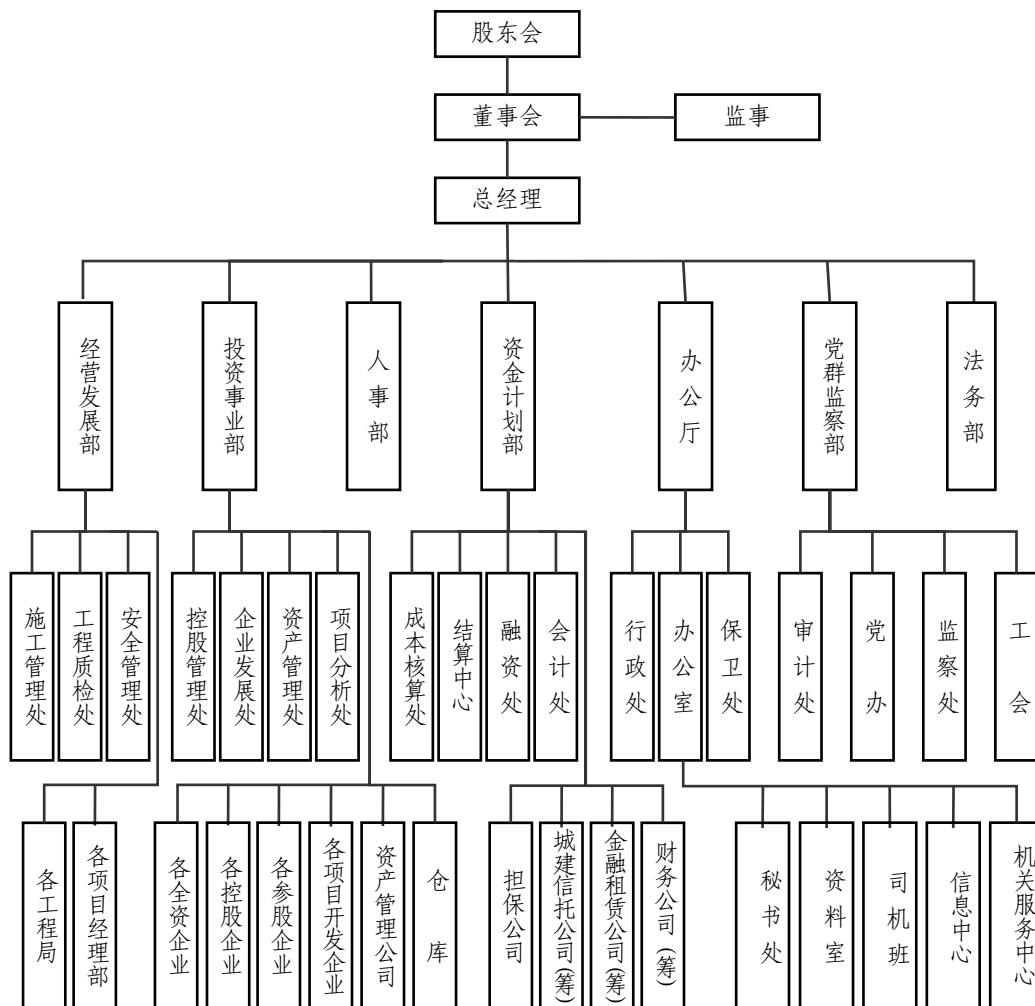 股东会
董事会
监事
总经理
经营发展部
投资事业部
人事部
资金计划部
办公厅
党群监察部
法务部
施工管理处
工程质检处
安全管理处
控股管理处
企业发展处
资产管理处
项目分析处
成本核算处
结算中心
融资处
会计处
行政处
办公室
保卫处
审计处
党办
监察处
工会
各工程局
各项目经理部
各全资企业
各控股企业
各参股企业
各项目开发企业
资产管理公司
仓库
担保公司
城建信托公司(筹)
金融租赁公司(筹)
财务公司(筹)
秘书处
资料室
司机班
信息中心
机关服务中心